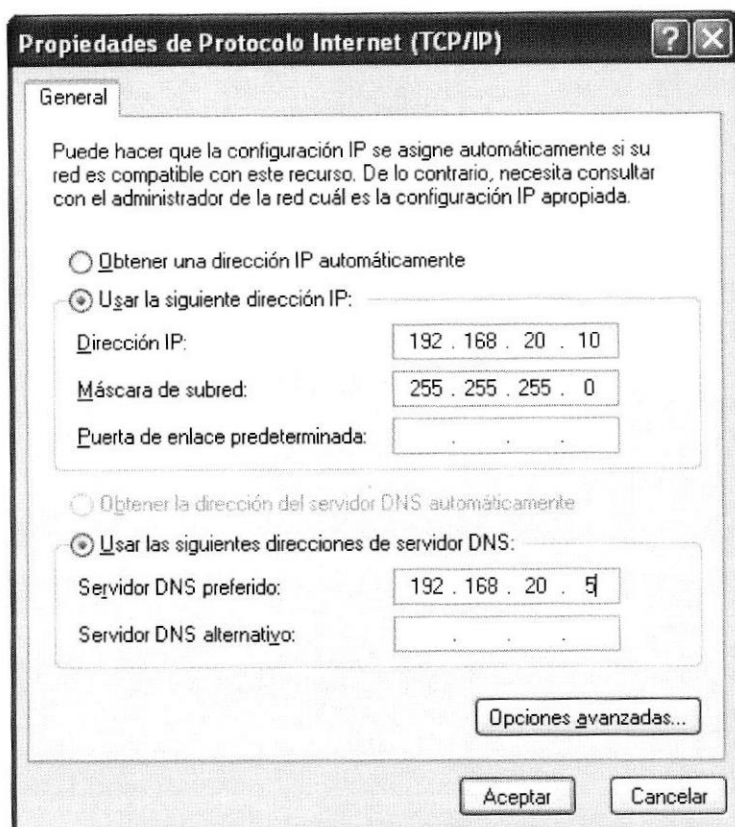 Propiedades de Protocolo Internet (TCP/IP)
General
Puede hacer que la configuración IP se asigne automáticamente si su
red es compatible con este recurso. De lo contrario, necesita consultar
con el administrador de la red cuál es la configuración IP apropiada.
Obtener una dirección IP automáticamente
Usar la siguiente dirección IP:
Dirección IP: 192 . 168 . 20 . 10
Máscara de subred: 255 . 255 . 255 . 0
Puerta de enlace predeterminada: . . .
Obtener la dirección del servidor DNS automáticamente
Usar las siguientes direcciones de servidor DNS:
Servidor DNS preferido: 192 . 168 . 20 . 5
Servidor DNS alternativo: . . .
Opciones avanzadas...
Aceptar Cancelar